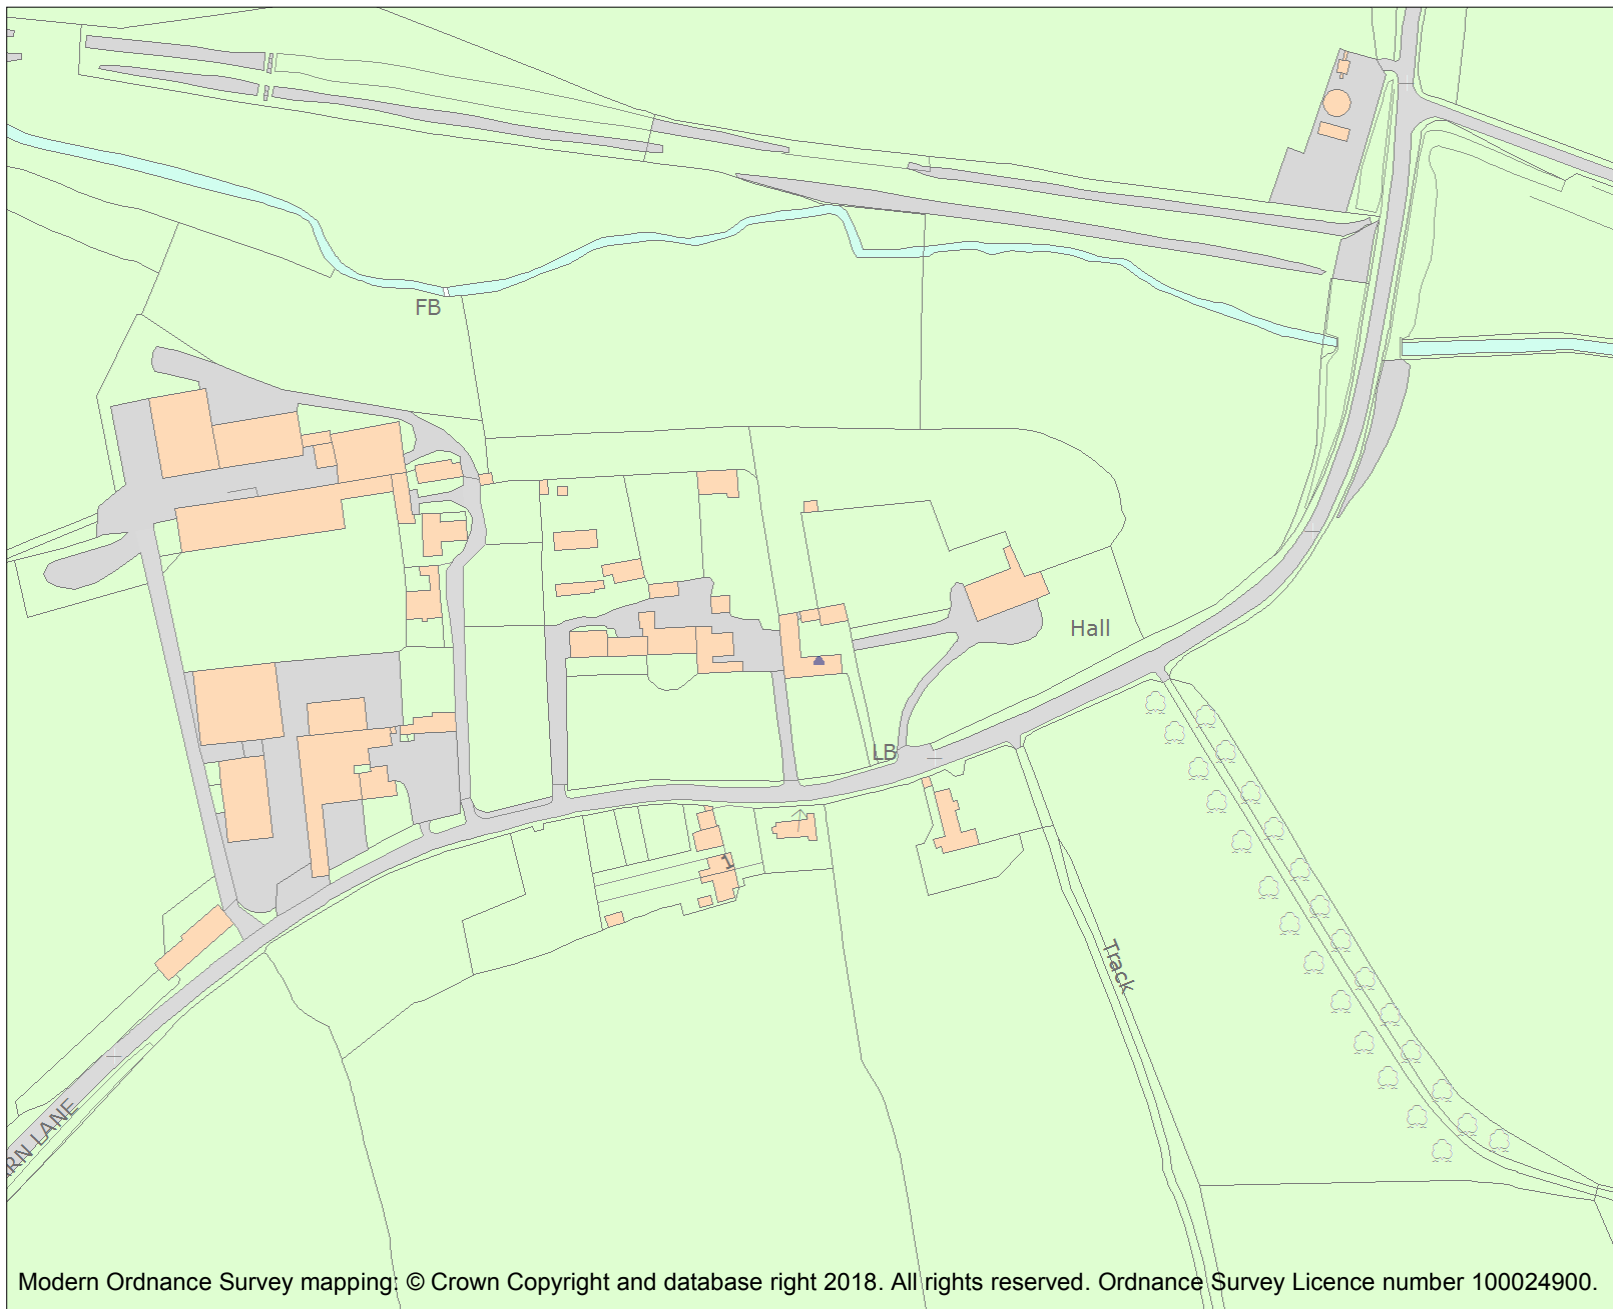 FB
Hall
LB
1
Track
RN LANE
Modern Ordnance Survey mapping: © Crown Copyright and database right 2018. All rights reserved. Ordnance Survey Licence number 100024900.